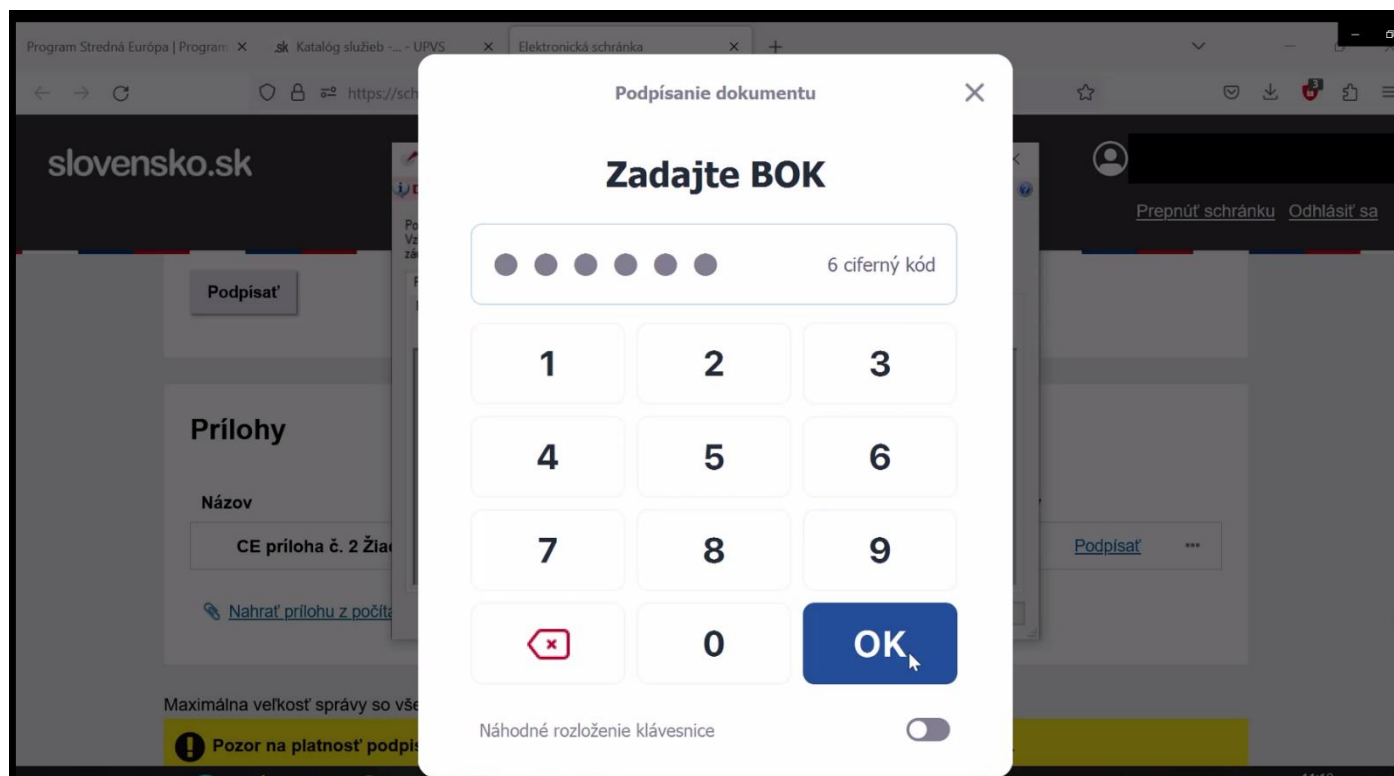 Program Stredná Európa | Program
.sk Katalóg služieb -... - UPVS
Elektronická schránka
https://sch
3
slovensko.sk
Prepnúť schránku Odhlásiť sa
Podpísať
Prílohy
Názov
CE príloha č. 2 Žiad
Podpísať ...
Nahrať prílohu z počíta
Maximálna veľkosť správy so vše
Pozor na platnosť podpis
Podpísanie dokumentu
Zadajte BOK
6 ciferný kód
1 2 3
4 5 6
7 8 9
0 OK
Náhodné rozloženie klávesnice